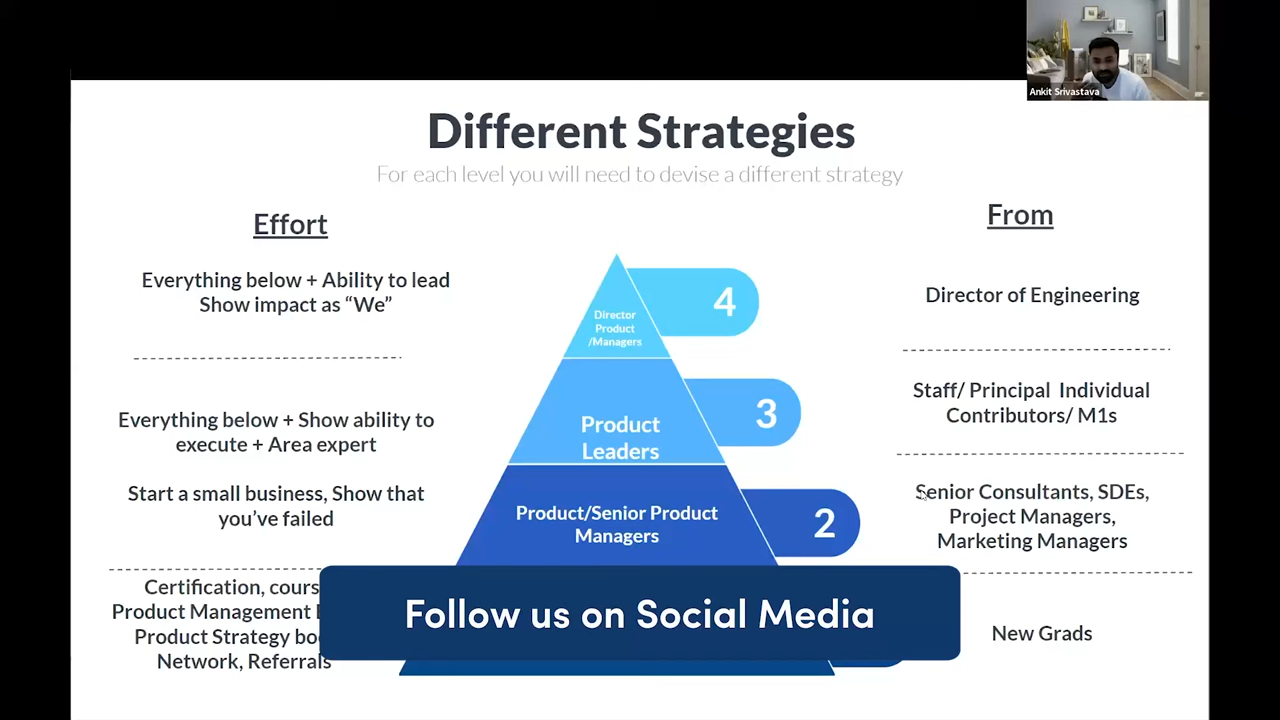 Ankit Srivastava
Different Strategies
For each level you will need to devise a different strategy
Effort
From
Everything below + Ability to lead
Show impact as “We”
Director
Product
/Managers
4
Director of Engineering
Everything below + Show ability to
execute + Area expert
Product
Leaders
3
Staff/ Principal Individual
Contributors/ M1s
Start a small business, Show that
you’ve failed
Product/Senior Product
Managers
2
Senior Consultants, SDEs,
Project Managers,
Marketing Managers
Certification,
Product Management
Product Strategy
Network, Referrals
Follow us on Social Media
New Grads